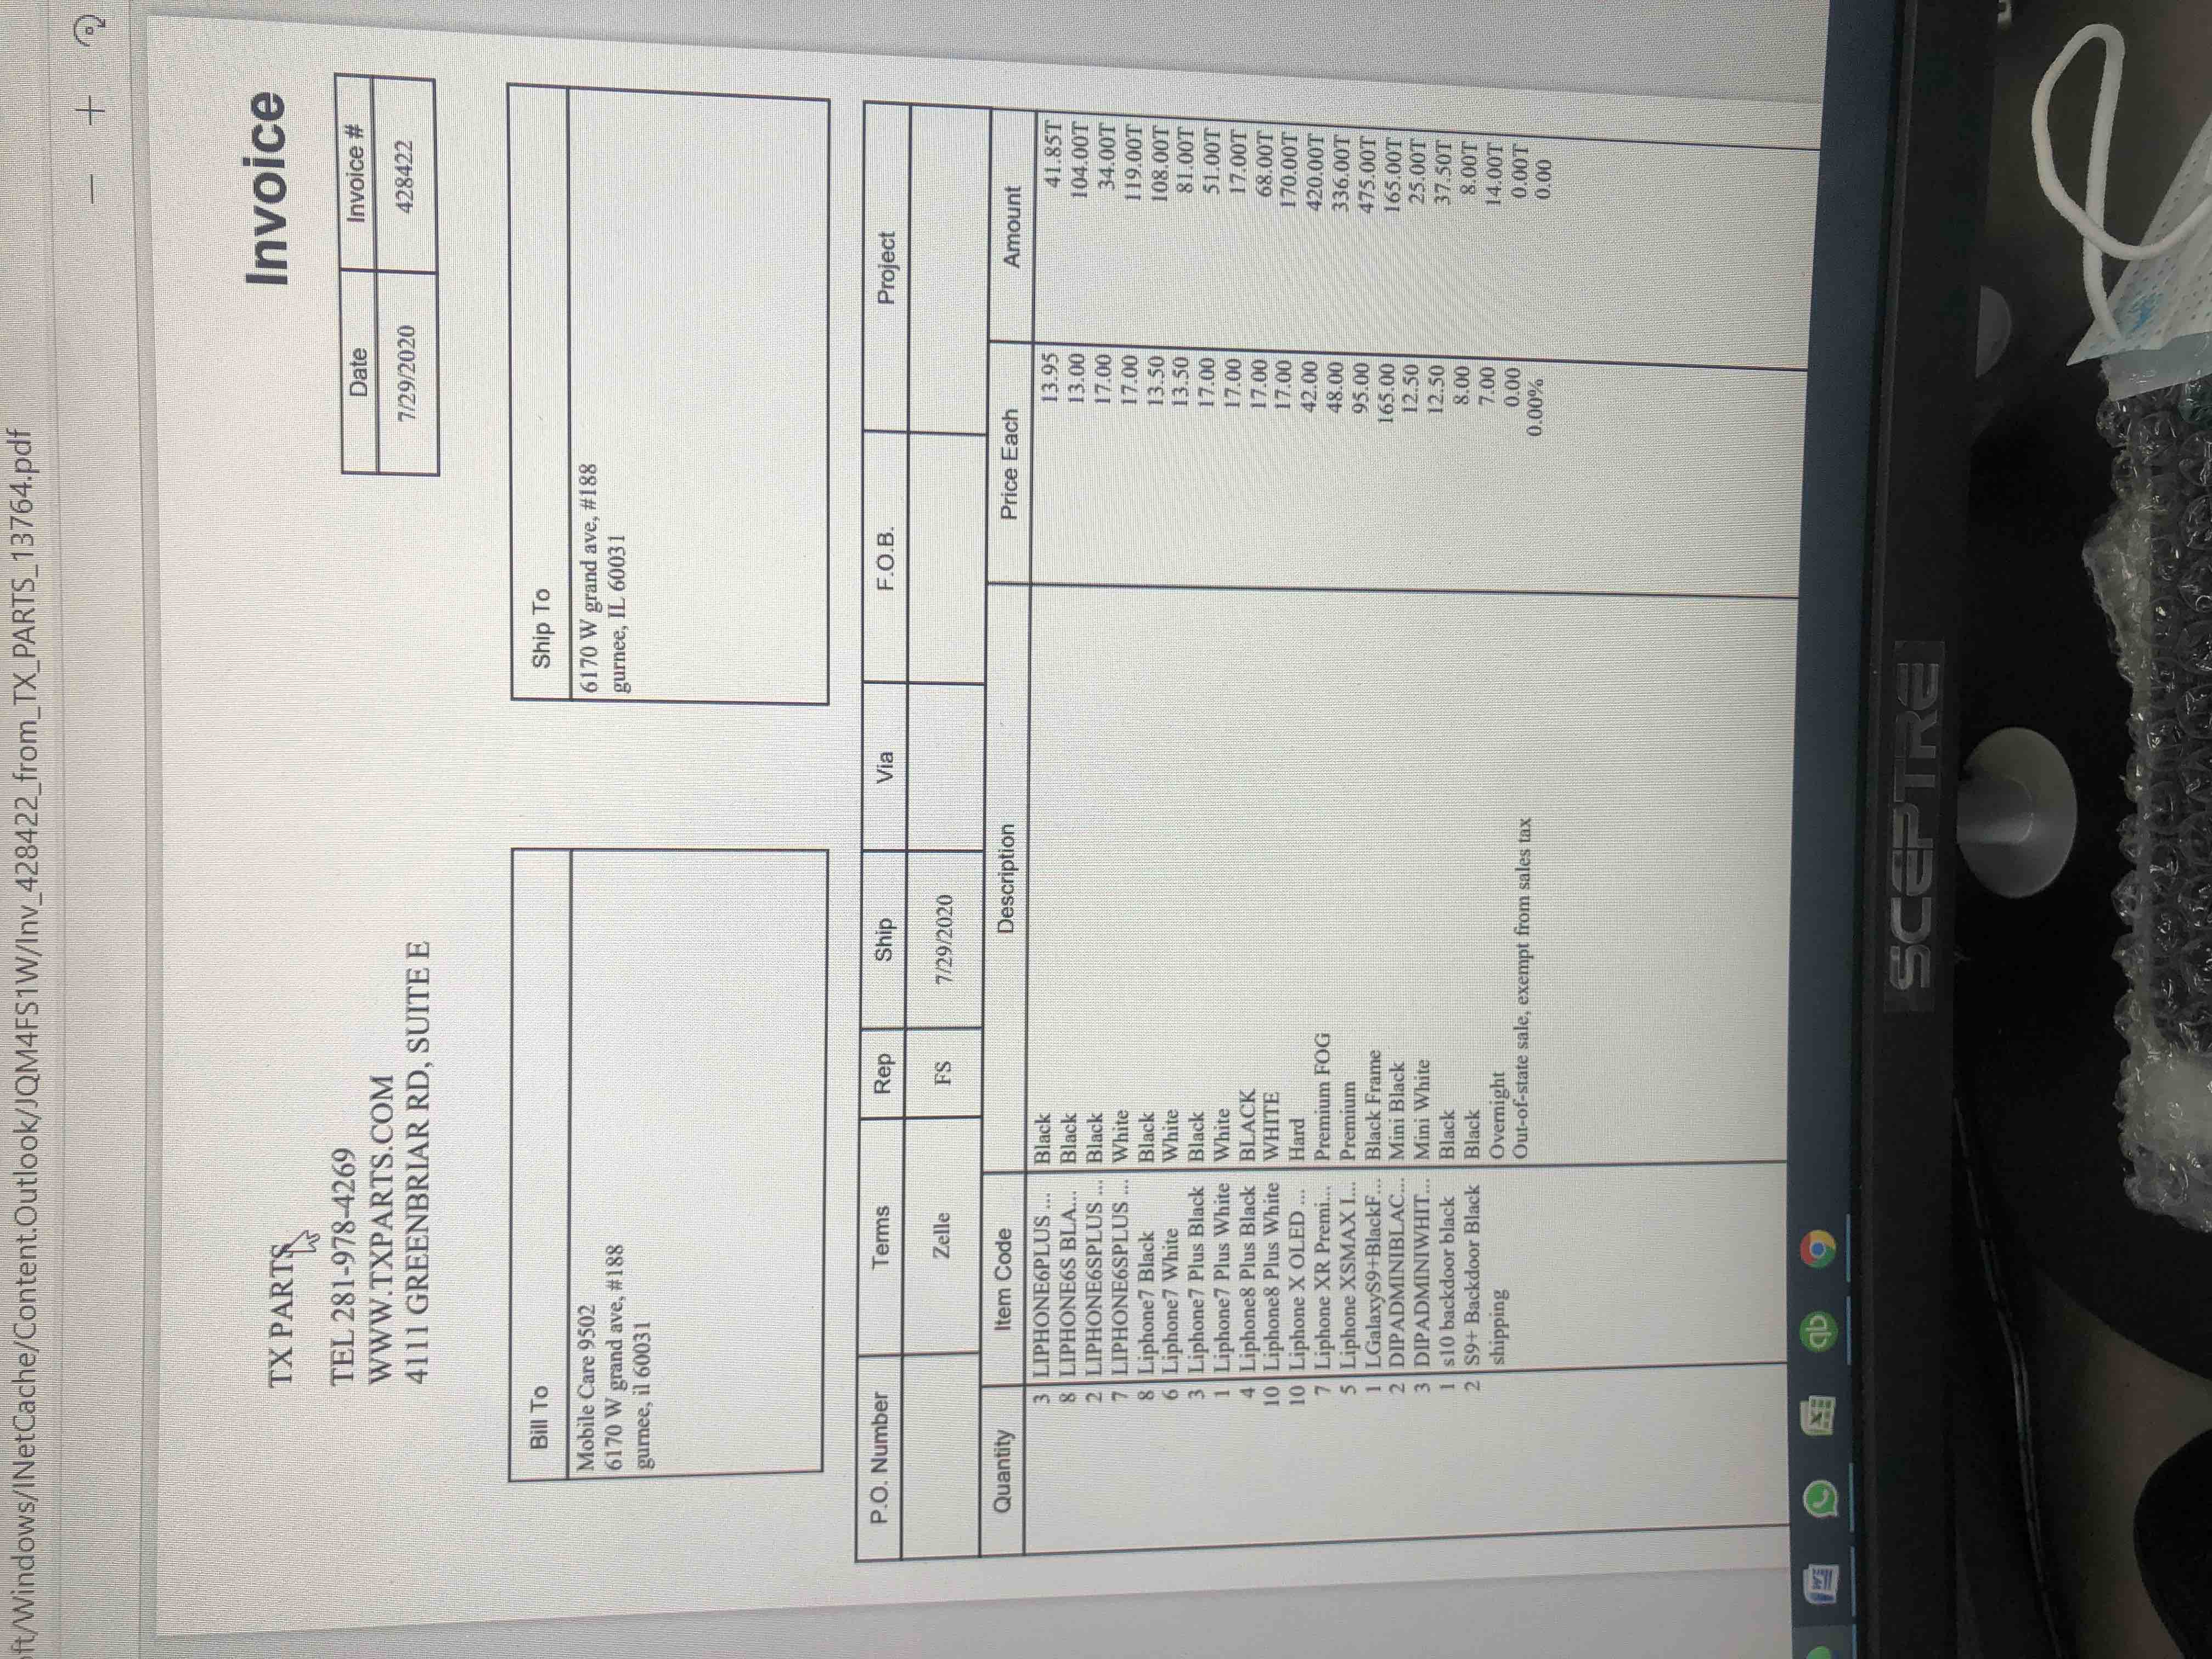 ft/Windows/INetCache/Content.Outlook/JQM4FS1W/Inv_428422_from_TX_PARTS_13764.pdf
Invoice
TX PARTS
TEL 281-978-4269
WWW.TXPARTS.COM
4111 GREENBRIAR RD, SUITE E
Date Invoice #
7/29/2020 428422
Bill To
Mobile Care 9502
6170 W grand ave, #188
gurnee, il 60031
Ship To
6170 W grand ave, #188
gurnee, IL 60031
P.O. Number Terms Rep Ship Via F.O.B. Project
Zelle FS 7/29/2020
Quantity Item Code Description Price Each Amount
3 LIPHONE6PLUS ... Black 13.95 41.85T
8 LIPHONE6S BLA... Black 13.00 104.00T
2 LIPHONE6SPLUS ... Black 17.00 34.00T
7 LIPHONE6SPLUS ... White 17.00 119.00T
8 Liphone7 Black Black 13.50 108.00T
6 Liphone7 White White 13.50 81.00T
3 Liphone7 Plus Black Black 17.00 51.00T
1 Liphone7 Plus White White 17.00 17.00T
4 Liphone8 Plus Black BLACK 17.00 68.00T
10 Liphone8 Plus White WHITE 17.00 170.00T
10 Liphone X OLED ... Hard 42.00 420.00T
7 Liphone XR Premi... Premium FOG 48.00 336.00T
5 Liphone XSMAX I... Premium 95.00 475.00T
1 LGalaxyS9+BlackF... Black Frame 165.00 165.00T
2 DIPADMINIBLAC... Mini Black 12.50 25.00T
3 DIPADMINIWHIT... Mini White 12.50 37.50T
1 s10 backdoor black Black 8.00 8.00T
2 S9+ Backdoor Black Black 7.00 14.00T
shipping Overnight 0.00 0.00T
Out-of-state sale, exempt from sales tax 0.00% 0.00
W
X
qb
SCEPTRE